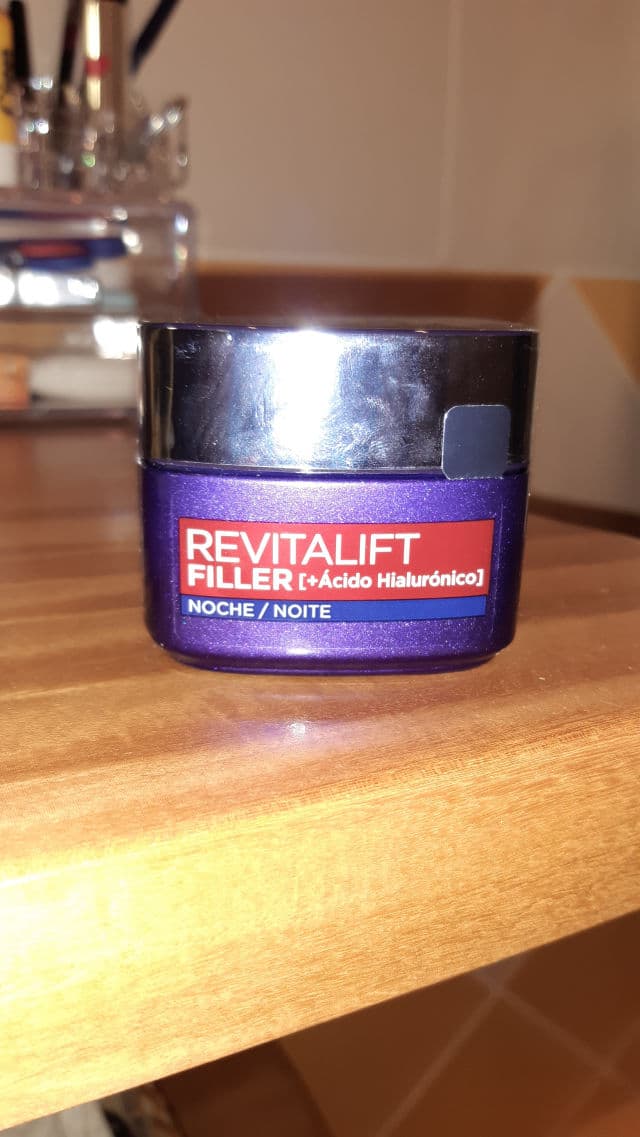 REVITALIFT
FILLER [+Ácido Hialurónico]
NOCHE / NOITE